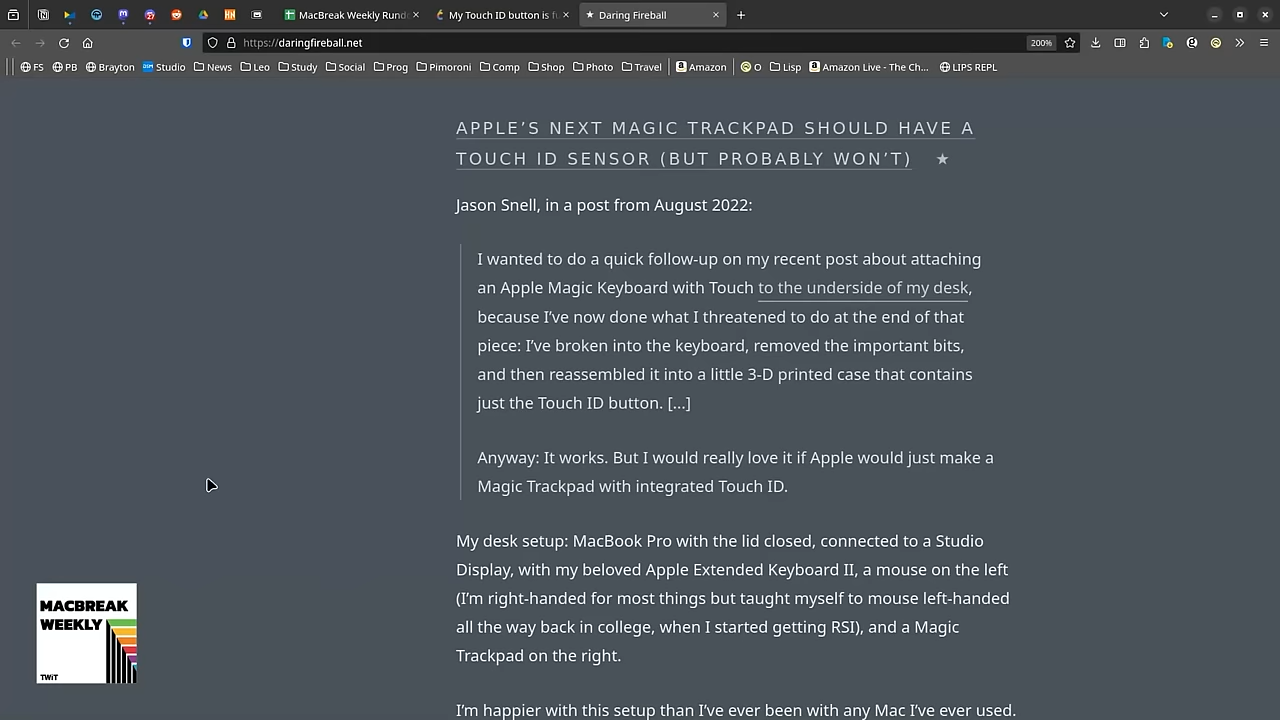 MacBreak Weekly Rund
My Touch ID button is f
Daring Fireball
https://daringfireball.net
200%
FS
PB
Brayton
DSM
Studio
News
Leo
Study
Social
Prog
Pimoroni
Comp
Shop
Photo
Travel
Amazon
O
Lisp
Amazon Live - The Ch...
LIPS REPL
APPLE’S NEXT MAGIC TRACKPAD SHOULD HAVE A
TOUCH ID SENSOR (BUT PROBABLY WON’T) ★
Jason Snell, in a post from August 2022:
I wanted to do a quick follow-up on my recent post about attaching
an Apple Magic Keyboard with Touch to the underside of my desk,
because I’ve now done what I threatened to do at the end of that
piece: I’ve broken into the keyboard, removed the important bits,
and then reassembled it into a little 3-D printed case that contains
just the Touch ID button. [...]
Anyway: It works. But I would really love it if Apple would just make a
Magic Trackpad with integrated Touch ID.
My desk setup: MacBook Pro with the lid closed, connected to a Studio
Display, with my beloved Apple Extended Keyboard II, a mouse on the left
(I’m right-handed for most things but taught myself to mouse left-handed
all the way back in college, when I started getting RSI), and a Magic
Trackpad on the right.
I’m happier with this setup than I’ve ever been with any Mac I’ve ever used.
MACBREAK
WEEKLY
TWiT